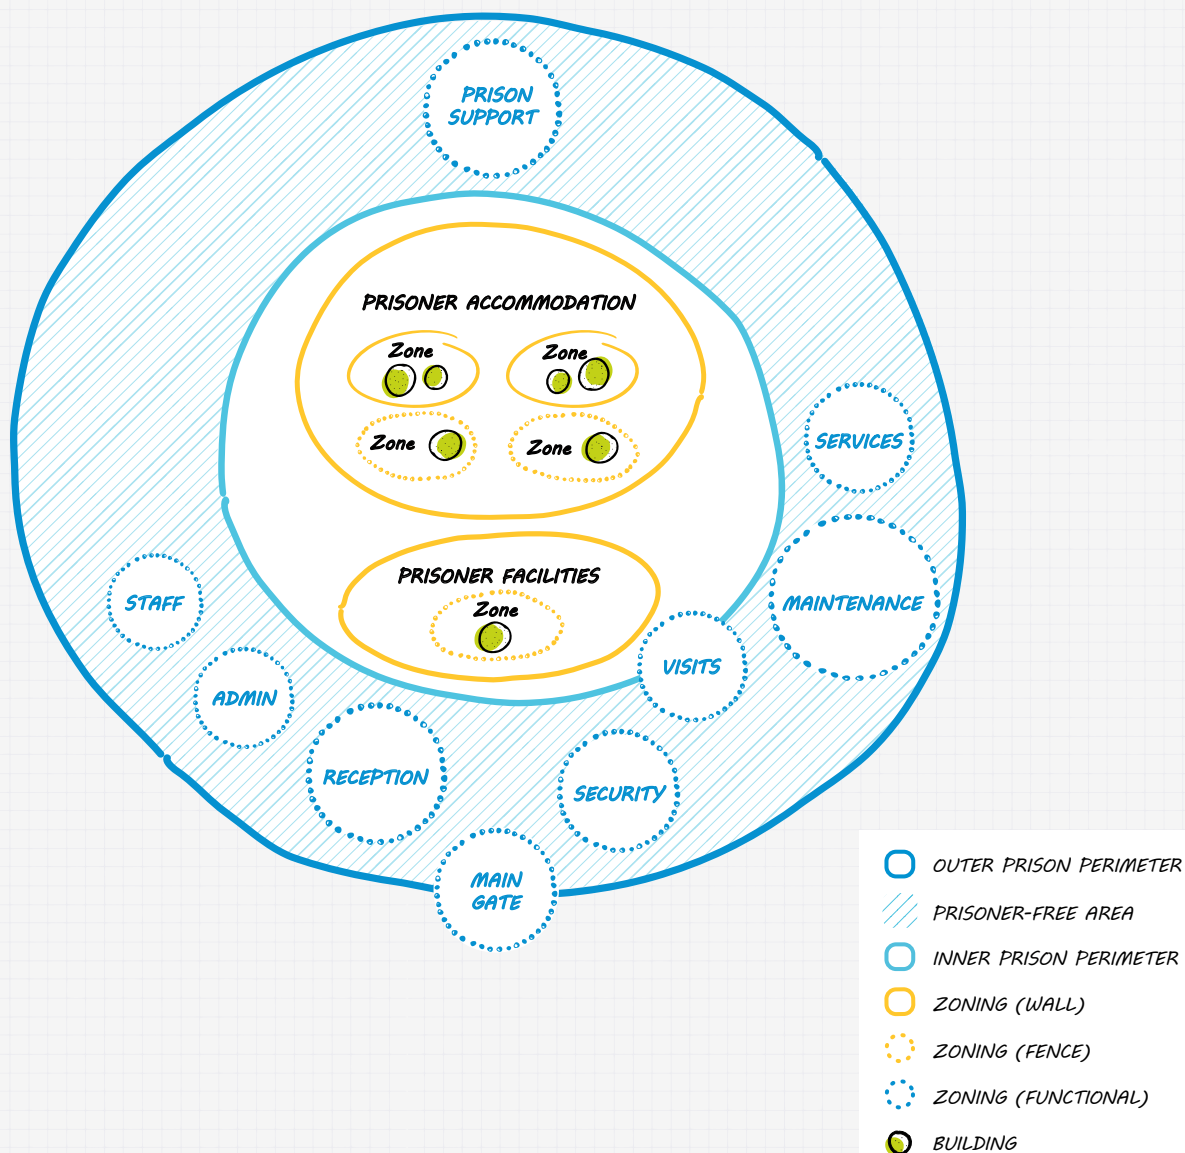 PRISON
SUPPORT
PRISONER ACCOMMODATION
Zone
Zone
Zone
Zone
SERVICES
PRISONER FACILITIES
Zone
STAFF
MAINTENANCE
VISITS
ADMIN
RECEPTION
SECURITY
MAIN
GATE
OUTER PRISON PERIMETER
PRISONER-FREE AREA
INNER PRISON PERIMETER
ZONING (WALL)
ZONING (FENCE)
ZONING (FUNCTIONAL)
BUILDING